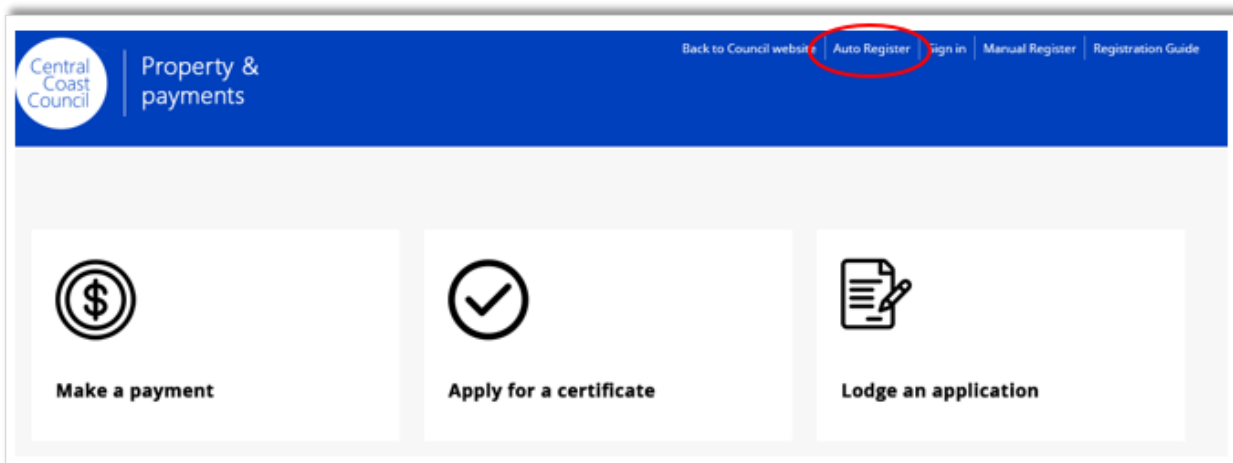 Central
Coast
Council
Property &
payments
Back to Council website
Auto Register
Sign in
Manual Register
Registration Guide
$
Make a payment
Apply for a certificate
Lodge an application